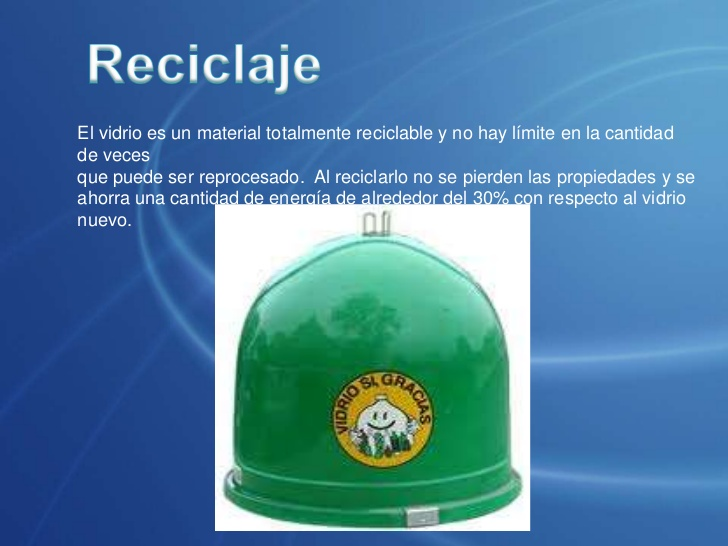 Reciclaje
El vidrio es un material totalmente reciclable y no hay límite en la cantidad
de veces
que puede ser reprocesado.  Al reciclarlo no se pierden las propiedades y se
ahorra una cantidad de energía de alrededor del 30% con respecto al vidrio
nuevo.
VIDRIO SI, GRACIAS